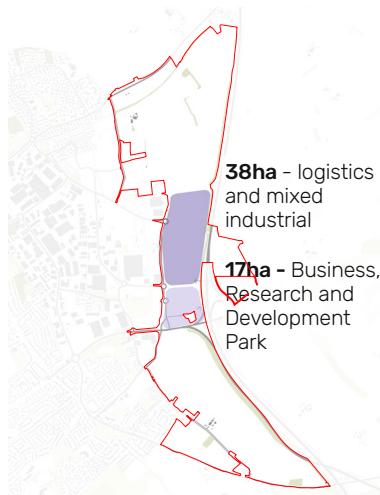 38ha - logistics
and mixed
industrial
17ha - Business,
Research and
Development
Park